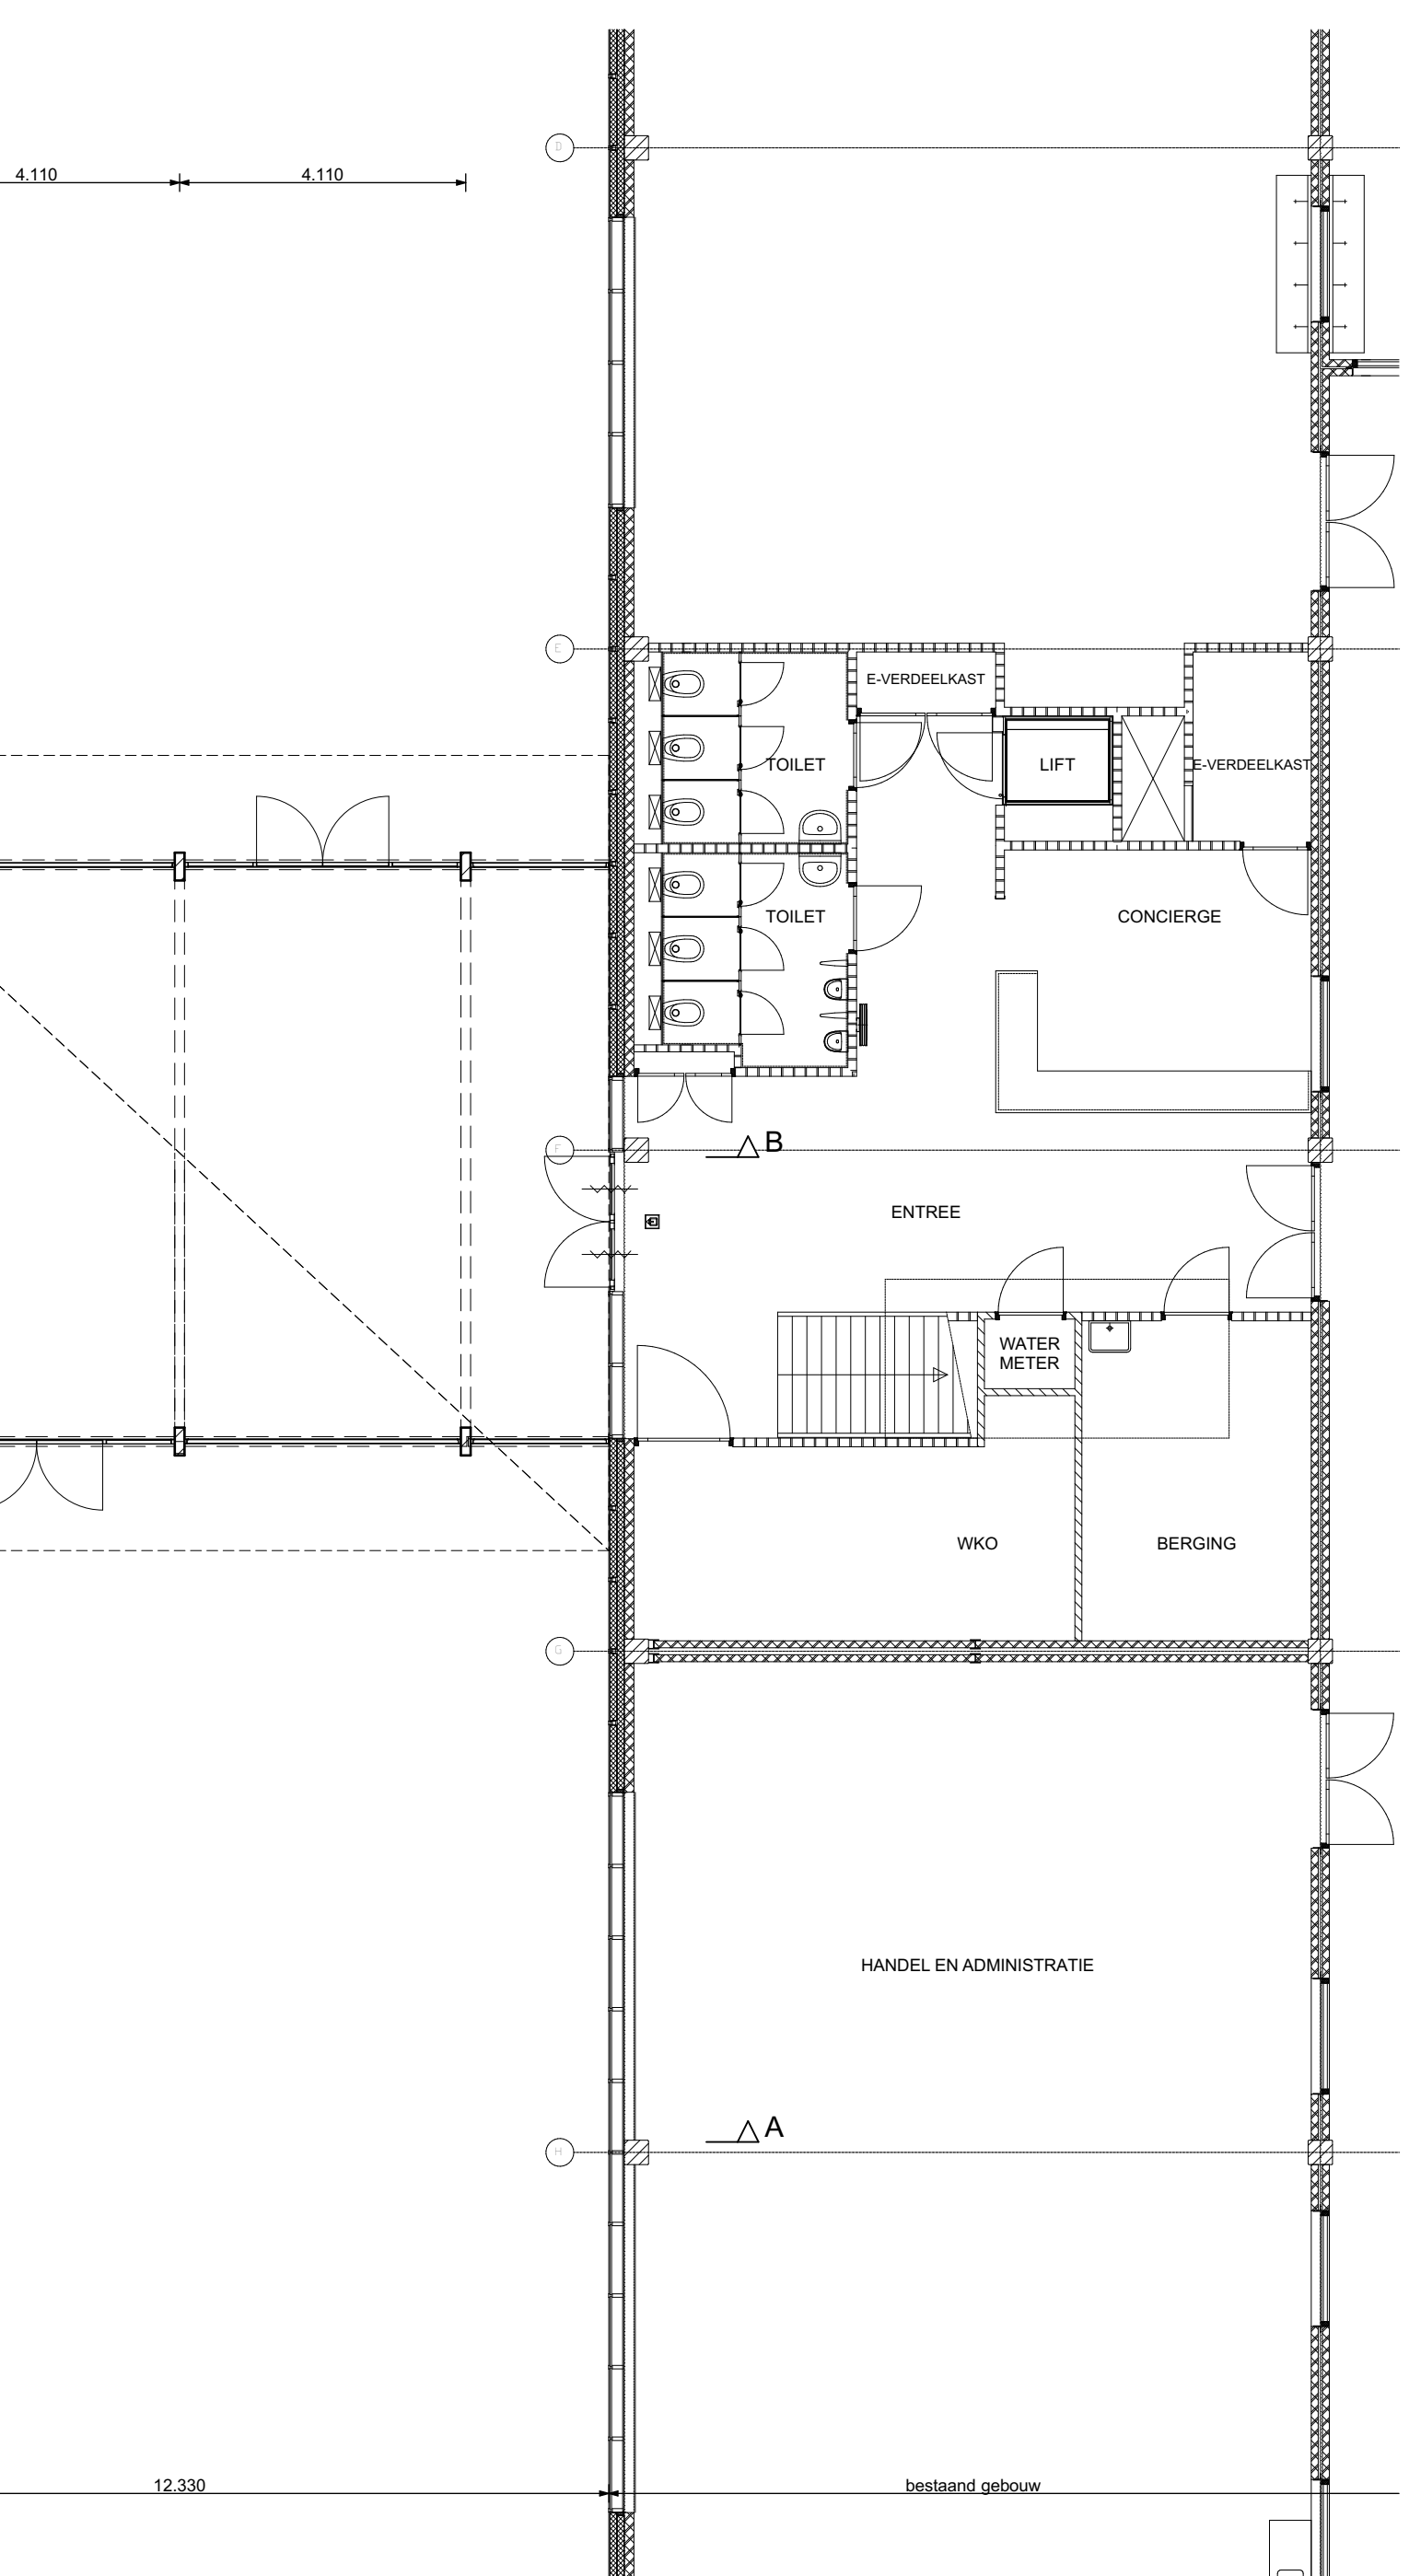 D
4.110
4.110
E
E-VERDEELKAST
TOILET
LIFT
E-VERDEELKAST
TOILET
CONCIERGE
F
B
ENTREE
WATER
METER
WKO
BERGING
G
HANDEL EN ADMINISTRATIE
A
H
12.330
bestaand gebouw